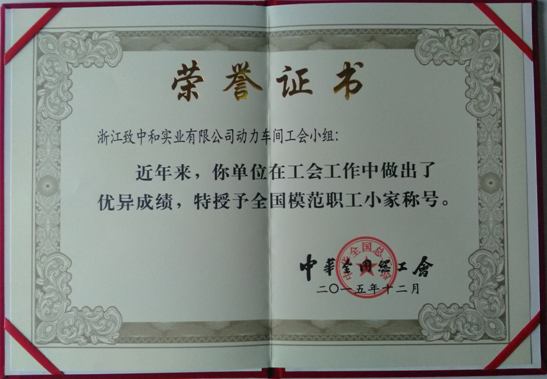 荣誉证书
浙江致中和实业有限公司动力车间工会小组：
近年来，你单位在工会工作中做出了
优异成绩，特授予全国模范职工小家称号。
中华全国总工会
二〇一五年十二月